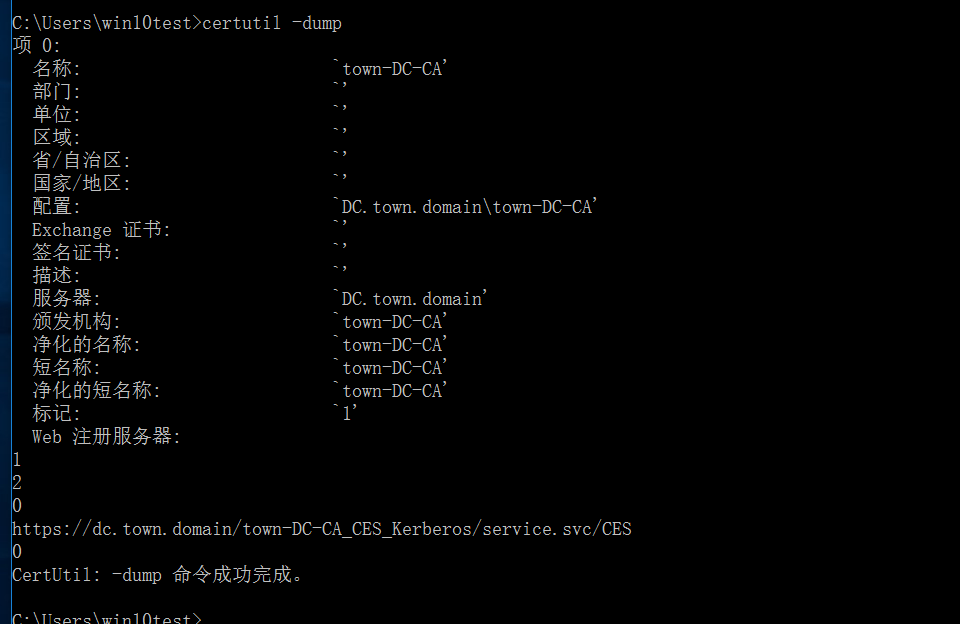 C:\Users\win10test>certutil -dump
项 0:
名称: `town-DC-CA'
部门: `'
单位: `'
区域: `'
省/自治区: `'
国家/地区: `'
配置: `DC.town.domain\town-DC-CA'
Exchange 证书: `'
签名证书: `'
描述: `'
服务器: `DC.town.domain'
颁发机构: `town-DC-CA'
净化的名称: `town-DC-CA'
短名称: `town-DC-CA'
净化的短名称: `town-DC-CA'
标记: `1'
Web 注册服务器:
1
2
0
https://dc.town.domain/town-DC-CA_CES_Kerberos/service.svc/CES
0
CertUtil: -dump 命令成功完成。
C:\Users\win10test>